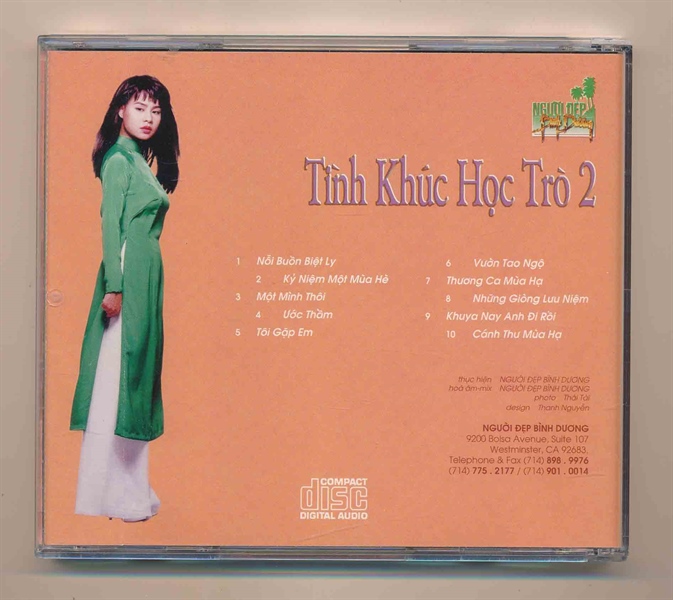 NGƯỜI ĐẸP
Bình Dương
Tình Khúc Học Trò 2
1 Nỗi Buồn Biệt Ly
2 Kỷ Niệm Một Mùa Hè
3 Một Mình Thôi
4 Ước Thầm
5 Tôi Gặp Em
6 Vườn Tao Ngộ
7 Thương Ca Mùa Hạ
8 Những Giòng Lưu Niệm
9 Khuya Nay Anh Đi Rồi
10 Cánh Thư Mùa Hạ
thực hiện NGƯỜI ĐẸP BÌNH DƯƠNG
hoà âm-mix NGƯỜI ĐẸP BÌNH DƯƠNG
photo Thái Tài
design Thanh Nguyễn
NGƯỜI ĐẸP BÌNH DƯƠNG
9200 Bolsa Avenue, Suite 107
Westminster, CA 92683.
Telephone & Fax (714) 898 . 9976
(714) 775 . 2177 / (714) 901 . 0014
COMPACT
disc
DIGITAL AUDIO